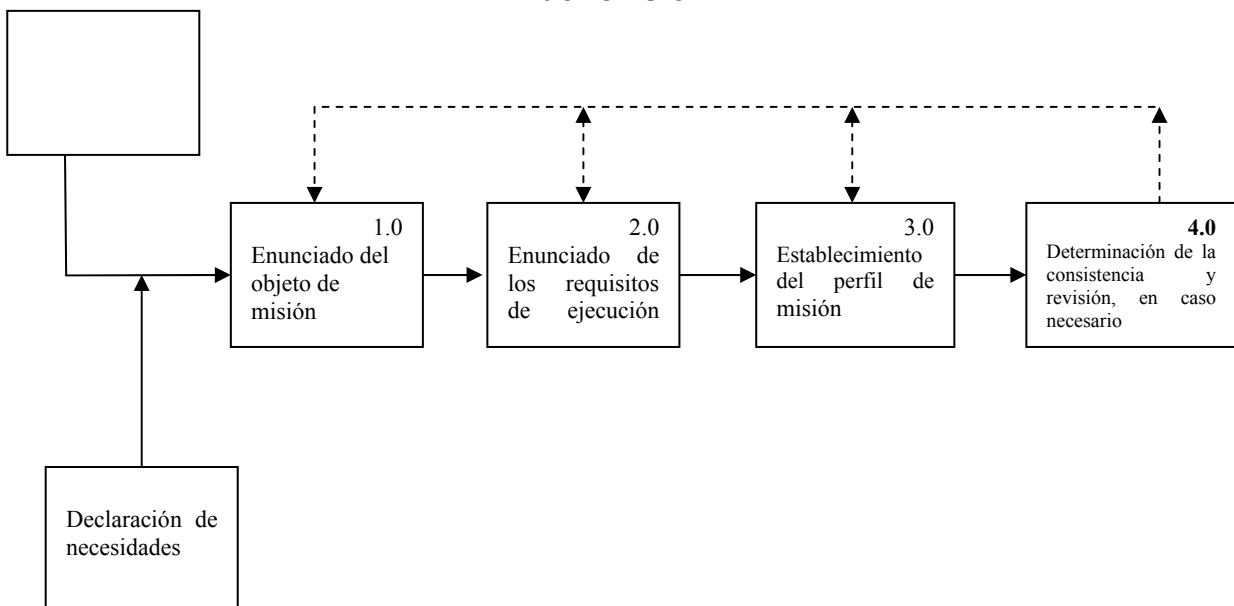 1.0
Enunciado del
objeto de
misión
2.0
Enunciado de
los requisitos
de ejecución
3.0
Establecimiento
del perfil de
misión
4.0
Determinación de la
consistencia y
revisión, en caso
necesario
Declaración de
necesidades